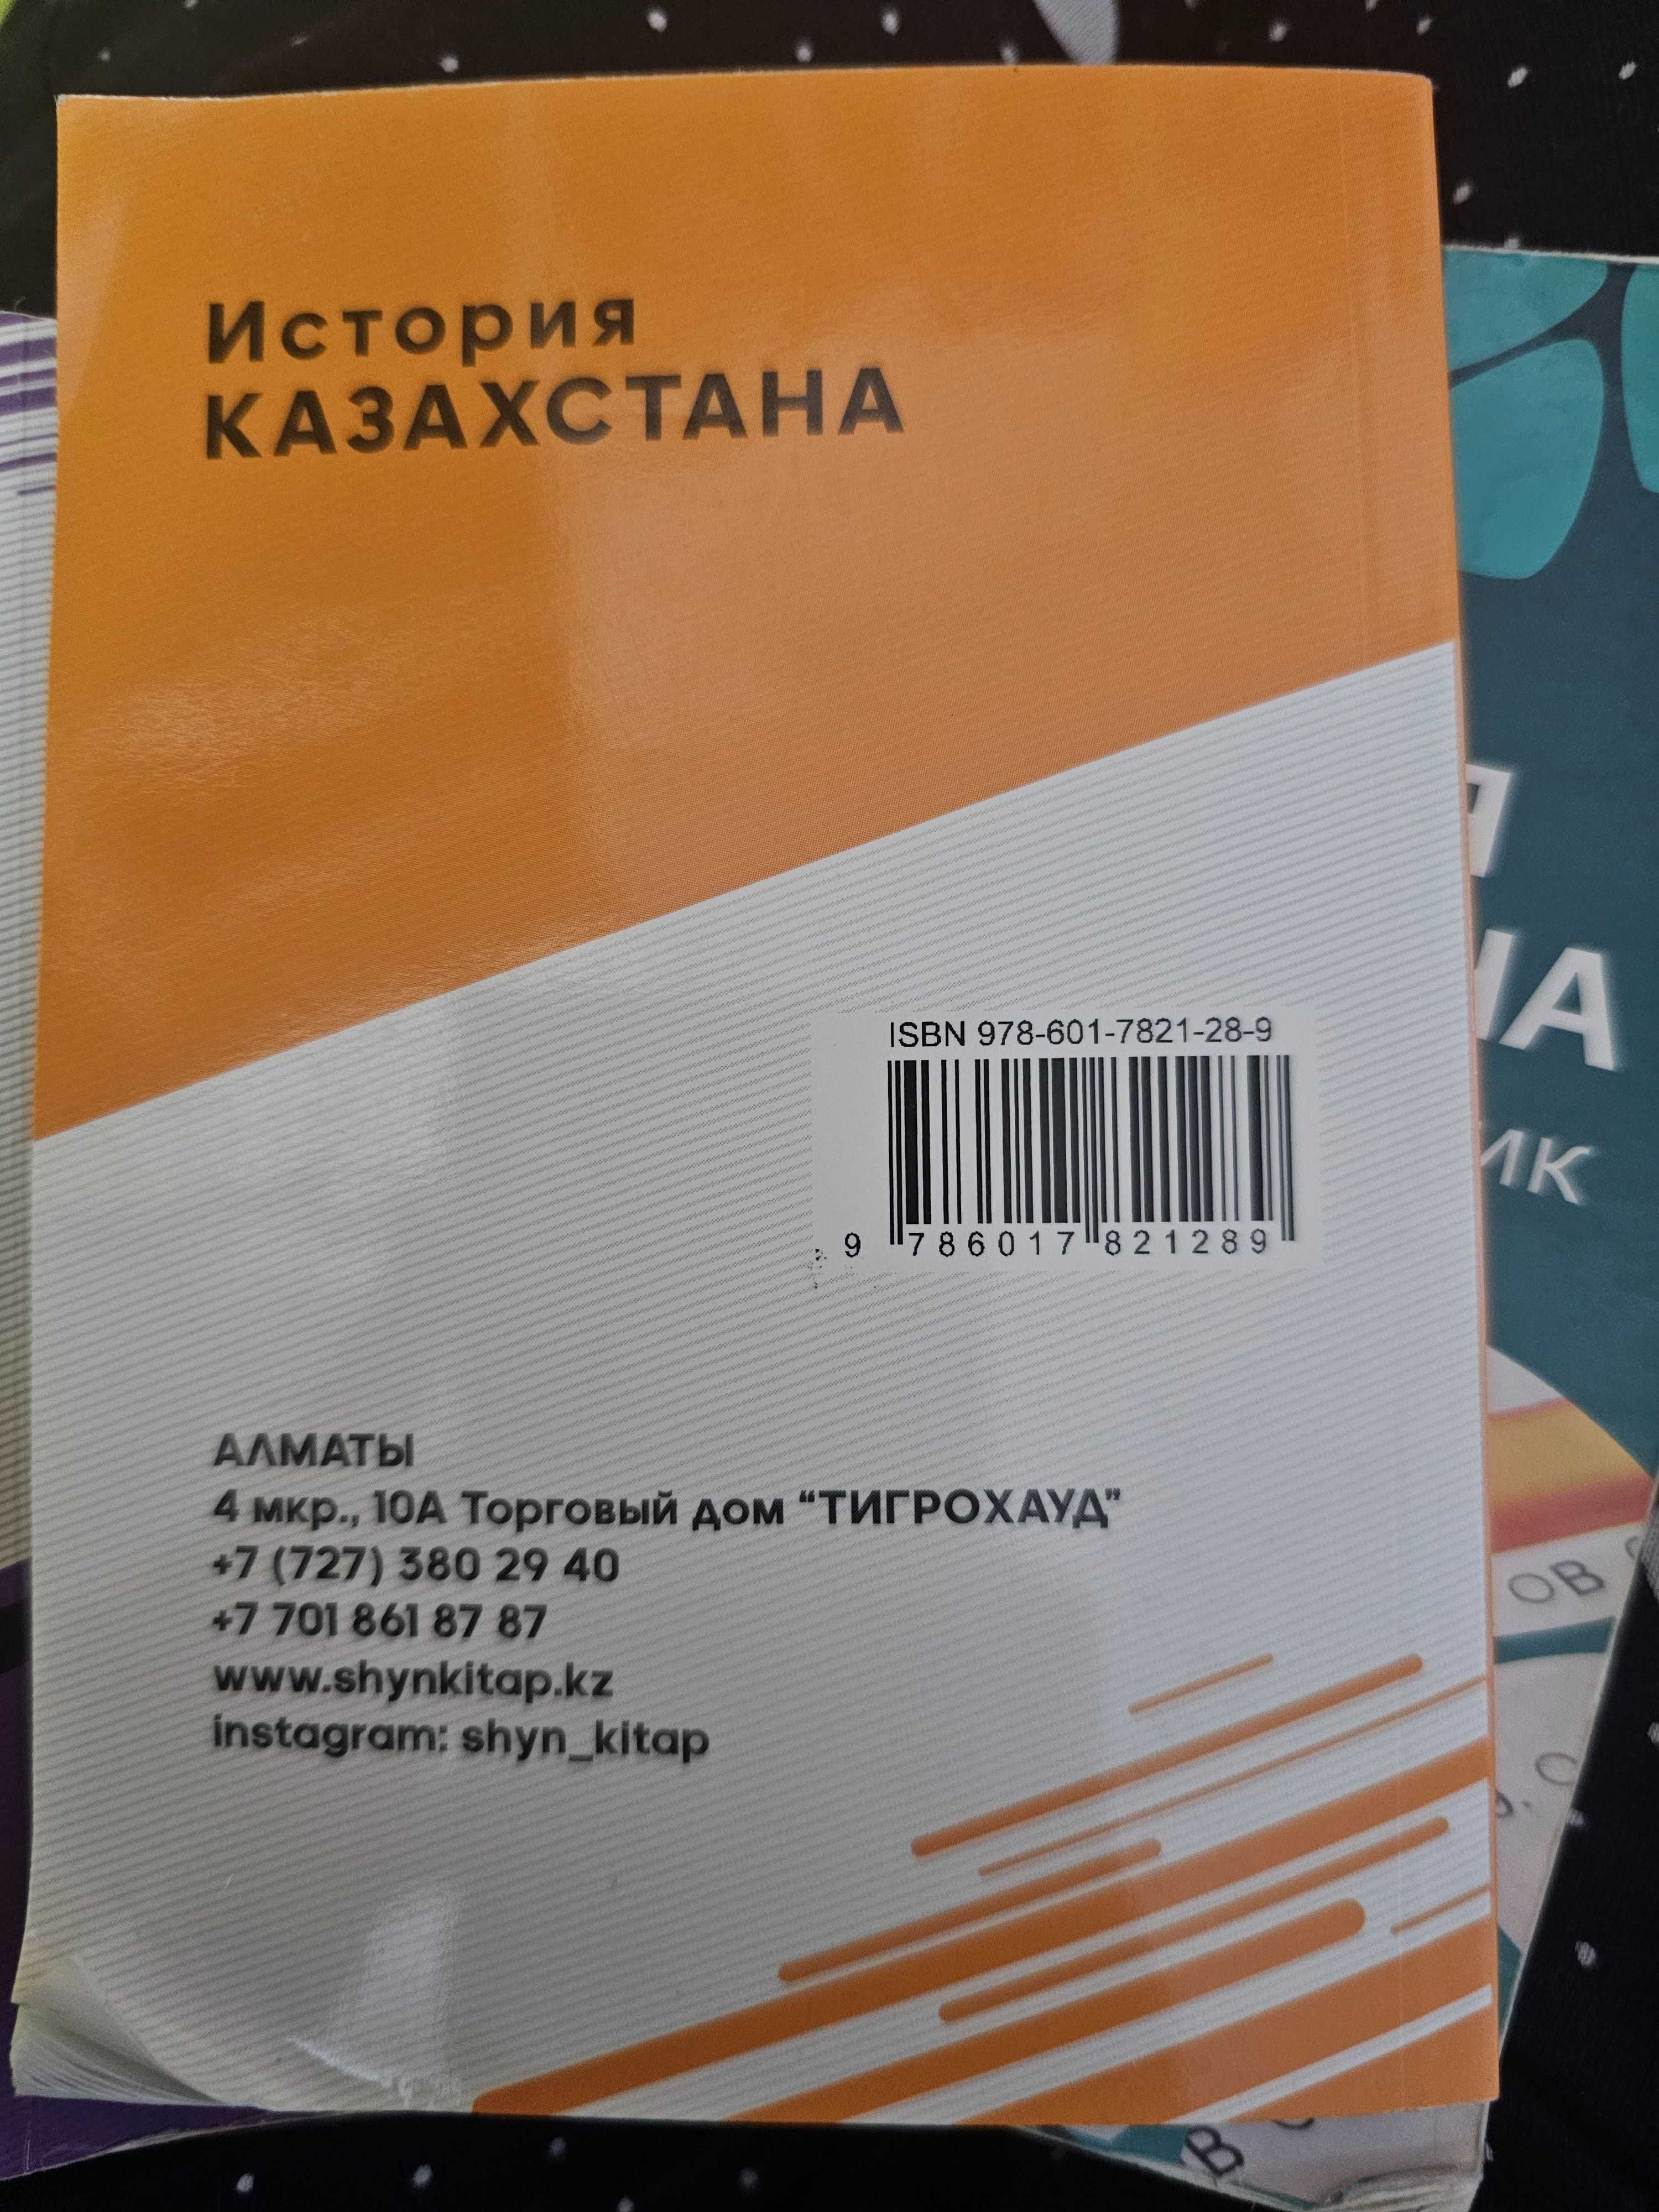 История
КАЗАХСТАНА
ISBN 978-601-7821-28-9
9 786017 821289
АЛМАТЫ
4 мкр., 10А Торговый дом “ТИГРОХАУД”
+7 (727) 380 29 40
+7 701 861 87 87
www.shynkitap.kz
instagram: shyn_kitap